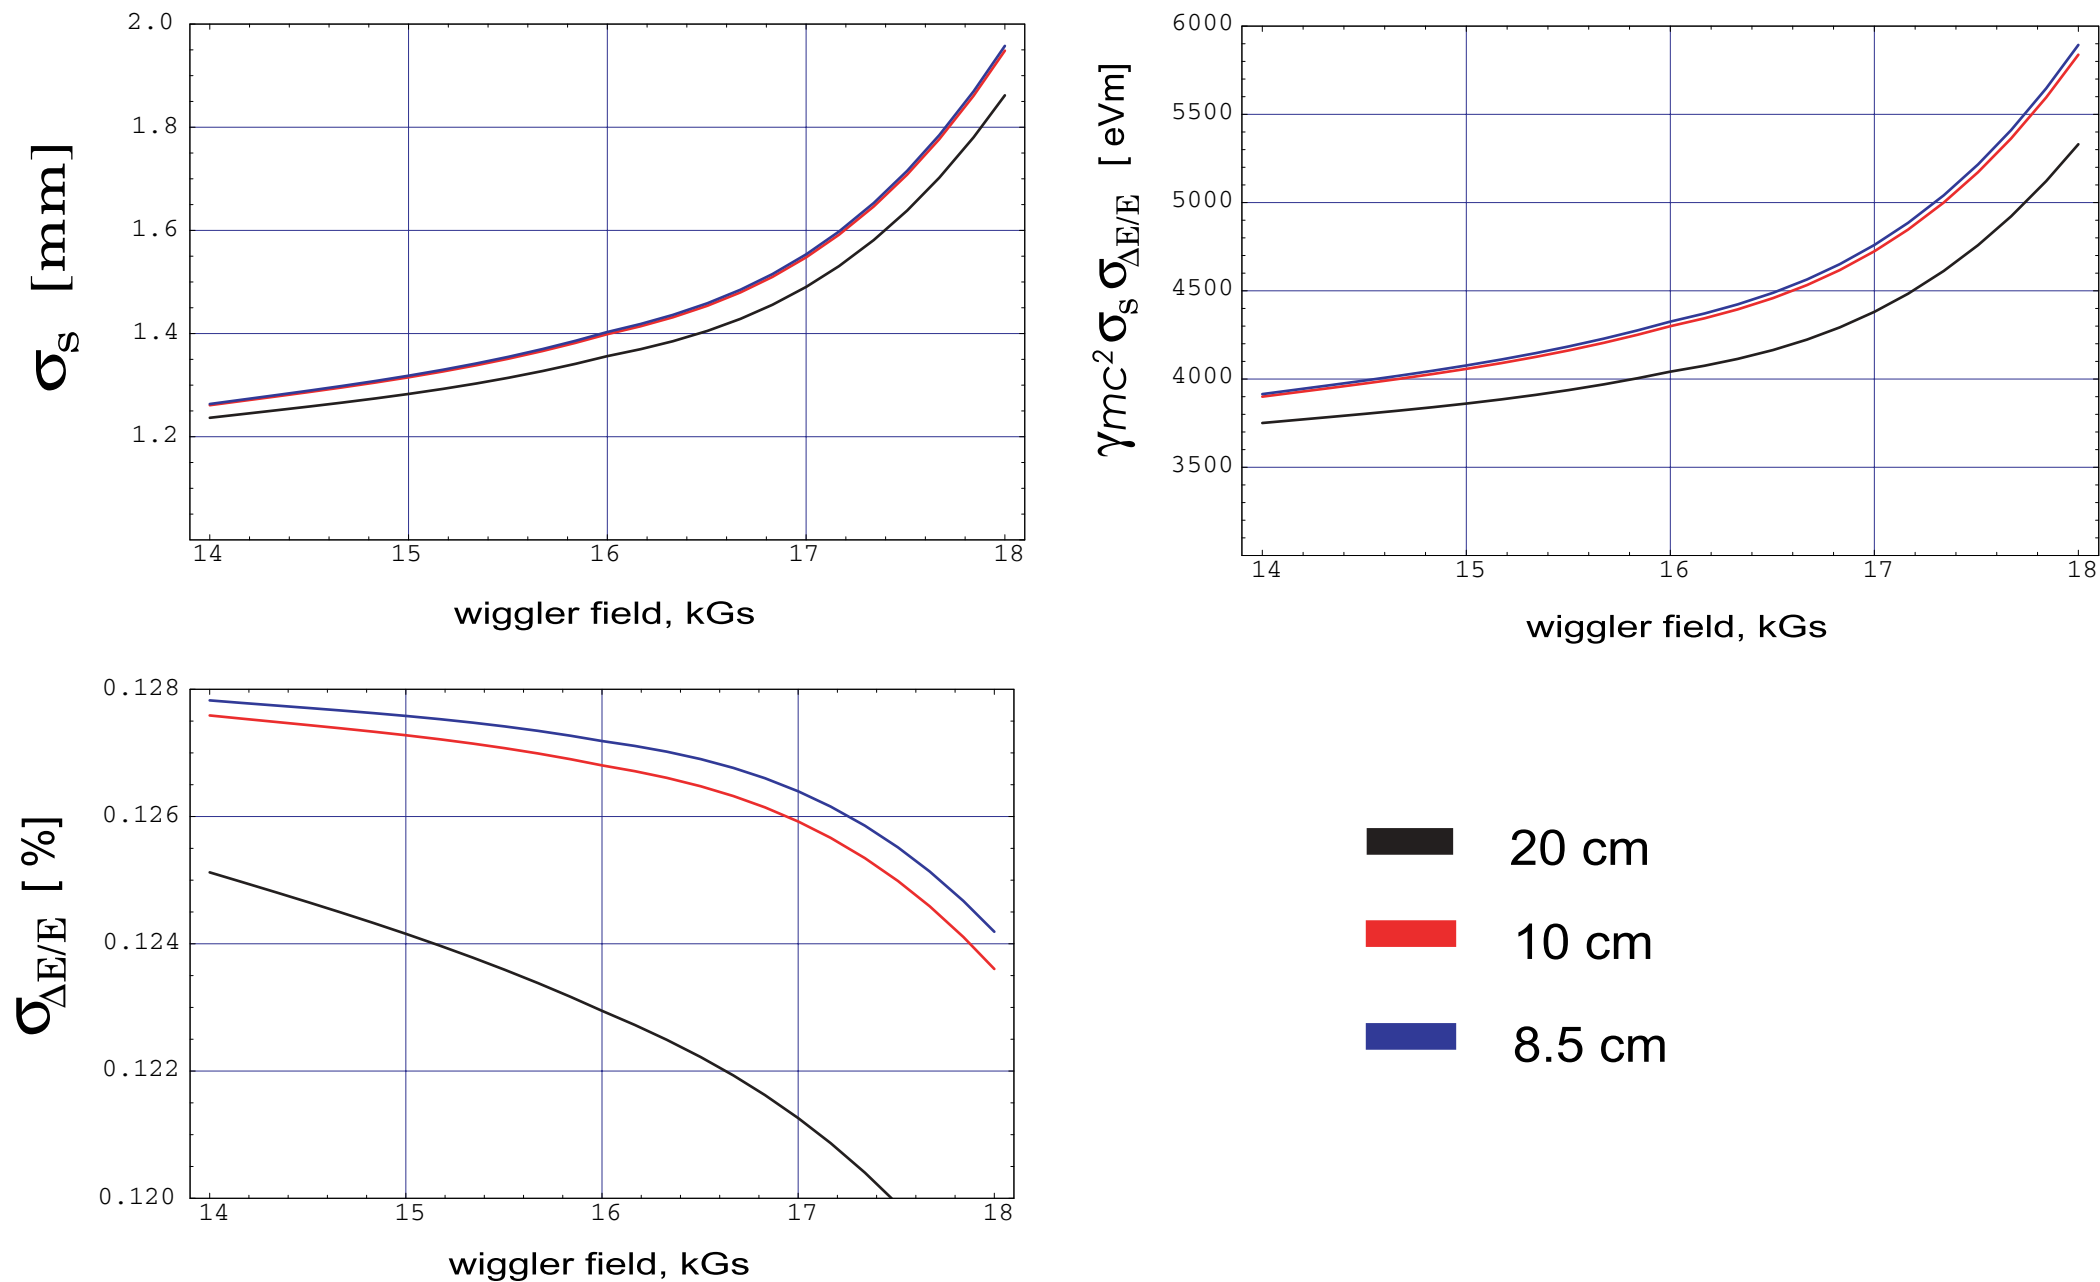 2.0
1.8
1.6
1.4
1.2
σs [mm]
14 15 16 17 18
wiggler field, kGs
6000
5500
5000
4500
4000
3500
γmc² σs σΔE/E [ eVm]
14 15 16 17 18
wiggler field, kGs
0.128
0.126
0.124
0.122
0.120
σΔE/E [ %]
14 15 16 17 18
wiggler field, kGs
20 cm
10 cm
8.5 cm